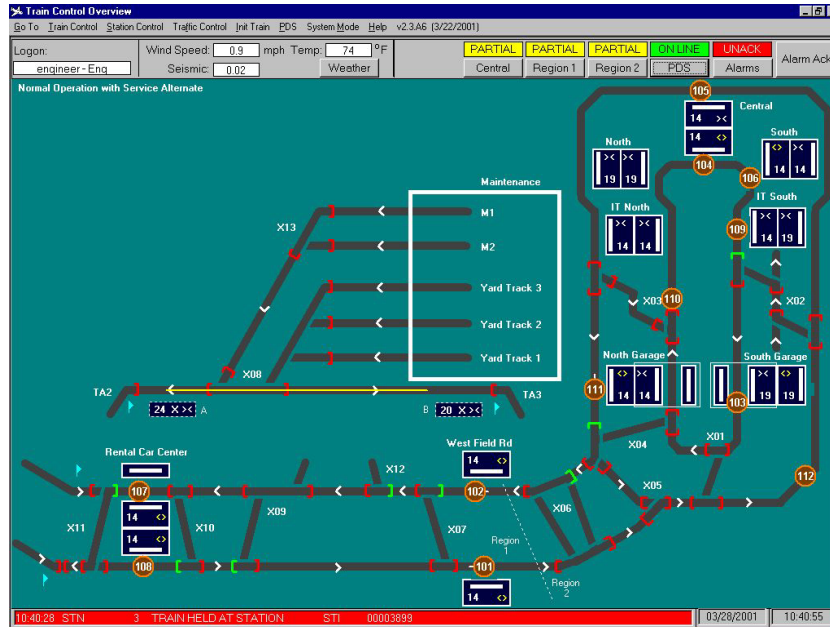 Train Control Overview
Go To Train Control Station Control Traffic Control Init Train PDS System Mode Help v2.3.A6 (3/22/2001)
Logon: Wind Speed: 0.9 mph Temp: 74 °F PARTIAL PARTIAL PARTIAL ON LINE UNACK
engineer - Eng Seismic: 0.02 Weather Central Region 1 Region 2 PDS Alarms Alarm Ack
Normal Operation with Service Alternate
105
14 >< Central
14 <>
North South
>< >< <> ><
19 19 14 14
104
106
Maintenance
IT North IT South
>< >< >< ><
14 14 14 19
M1
X13
109
M2
Yard Track 3
X03 110 X02
Yard Track 2
Yard Track 1
X08
North Garage South Garage
<> >< >< <>
14 14 19 19
111 103
TA2 TA3
24 X >< A B 20 X ><
X04 X01
Rental Car Center West Field Rd
14 <>
X12 X05 112
107 102
14 <>
X11 X10 X09 X07 X06
14 <>
Region 1
108 101
Region 2
14 <>
10:40:28 STN 3 TRAIN HELD AT STATION STI 00003899 03/28/2001 10:40:55